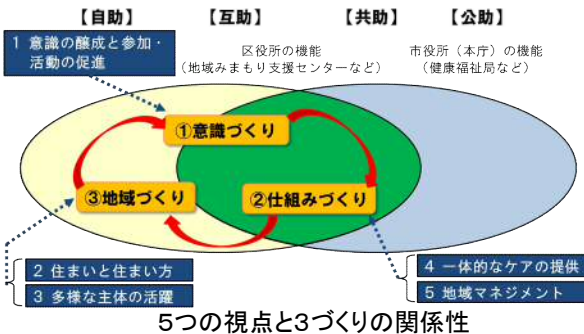 【自助】 【互助】 【共助】 【公助】
1 意識の醸成と参加・
活動の促進
区役所の機能
(地域みまもり支援センターなど)
市役所(本庁)の機能
(健康福祉局など)
①意識づくり
③地域づくり
②仕組みづくり
2 住まいと住まい方
3 多様な主体の活躍
4 一体的なケアの提供
5 地域マネジメント
5つの視点と3づくりの関係性